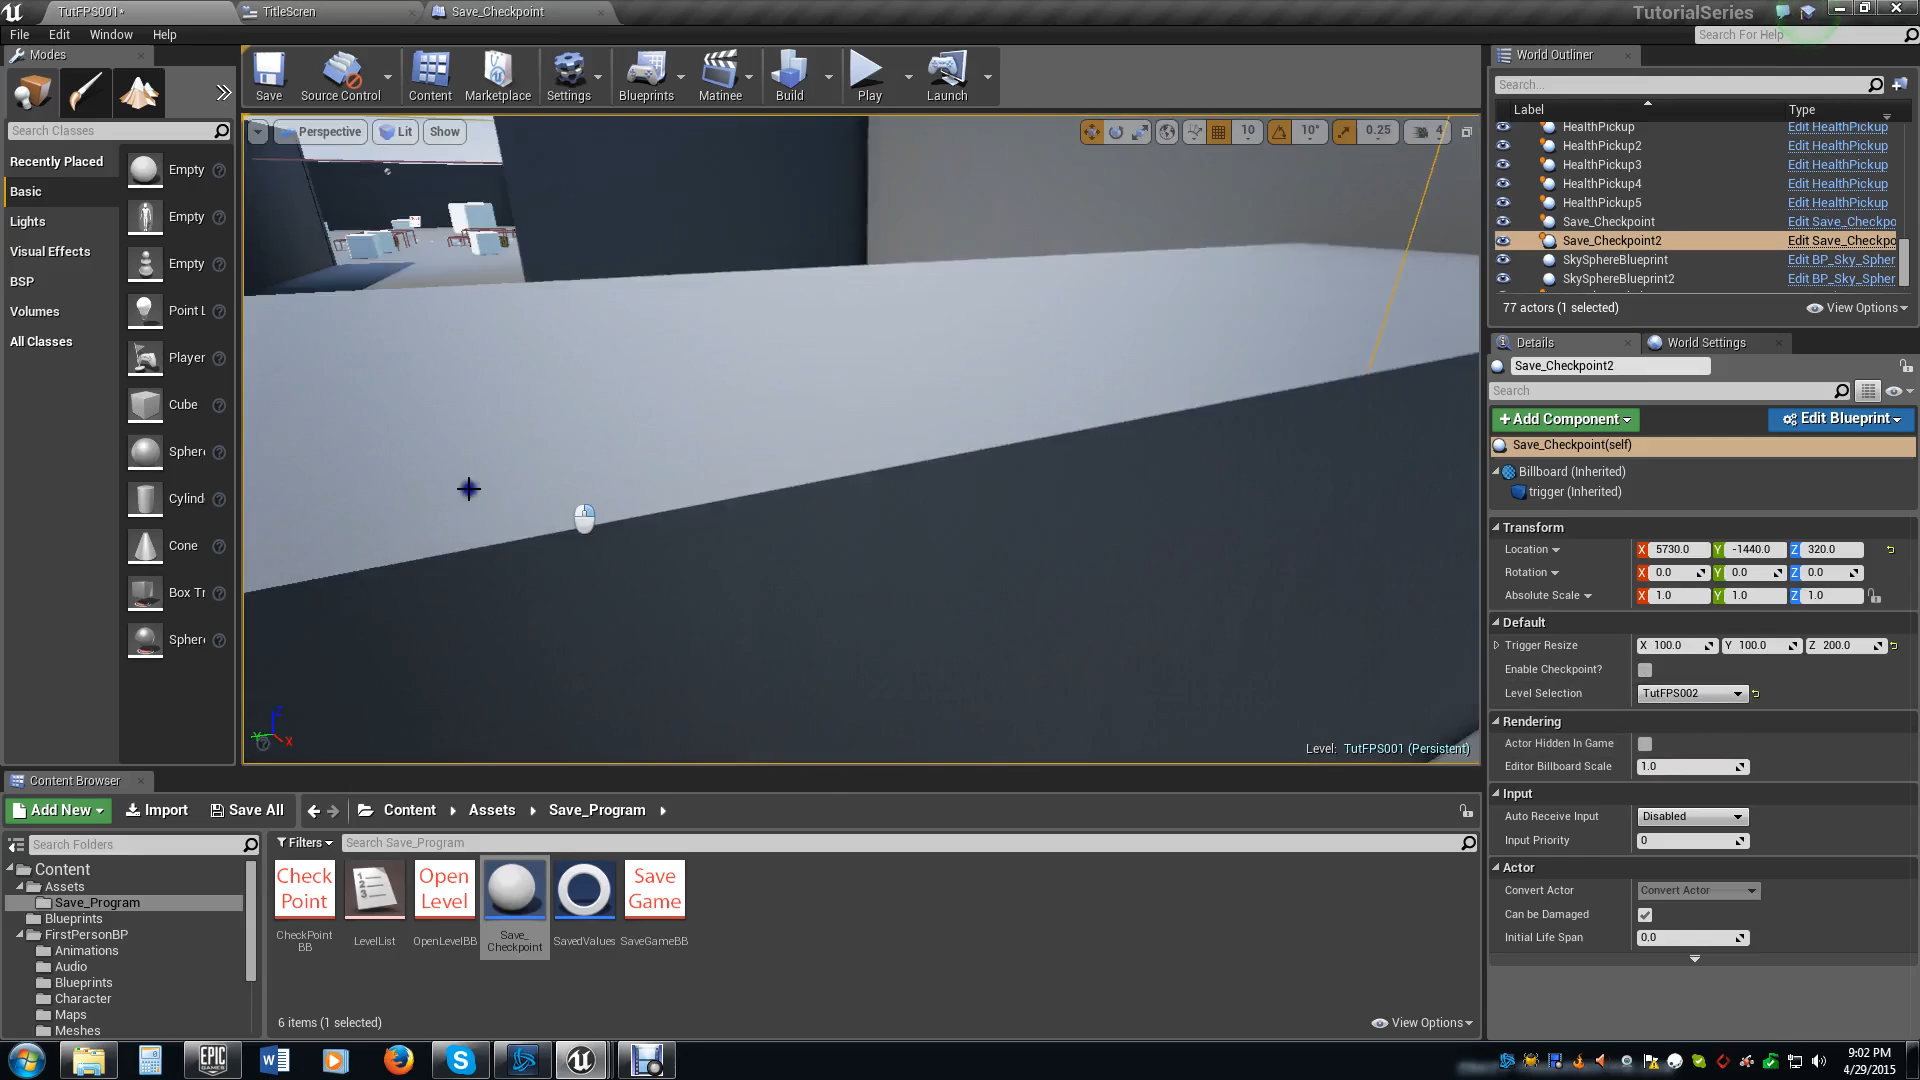 TutFPS001*
TitleScren
Save_Checkpoint
TutorialSeries
File Edit Window Help
Search For Help
Modes
Search Classes
Recently Placed
Basic
Lights
Visual Effects
BSP
Volumes
All Classes
Empty
Empty
Empty
Point L
Player
Cube
Spher
Cylind
Cone
Box Tr
Spher
Save
Source Control
Content
Marketplace
Settings
Blueprints
Matinee
Build
Play
Launch
Perspective
Lit
Show
10
10°
0.25
4
Level: TutFPS001 (Persistent)
World Outliner
Search...
Label Type
HealthPickup Edit HealthPickup
HealthPickup2 Edit HealthPickup
HealthPickup3 Edit HealthPickup
HealthPickup4 Edit HealthPickup
HealthPickup5 Edit HealthPickup
Save_Checkpoint Edit Save_Checkpo
Save_Checkpoint2 Edit Save_Checkpo
SkySphereBlueprint Edit BP_Sky_Spher
SkySphereBlueprint2 Edit BP_Sky_Spher
77 actors (1 selected)
View Options
Details
World Settings
Save_Checkpoint2
Search
+Add Component
Edit Blueprint
Save_Checkpoint(self)
Billboard (Inherited)
trigger (Inherited)
Transform
Location X 5730.0 Y -1440.0 Z 320.0
Rotation X 0.0 Y 0.0 Z 0.0
Absolute Scale X 1.0 Y 1.0 Z 1.0
Default
Trigger Resize X 100.0 Y 100.0 Z 200.0
Enable Checkpoint?
Level Selection TutFPS002
Rendering
Actor Hidden In Game
Editor Billboard Scale 1.0
Input
Auto Receive Input Disabled
Input Priority 0
Actor
Convert Actor Convert Actor
Can be Damaged
Initial Life Span 0.0
Content Browser
Add New
Import
Save All
Content
Assets
Save_Program
Search Folders
Filters
Search Save_Program
Content
Assets
Save_Program
Blueprints
FirstPersonBP
Animations
Audio
Blueprints
Character
Maps
Meshes
Check
Point
CheckPoint
BB
1
2
3
LevelList
Open
Level
OpenLevelBB
Save_
Checkpoint
SavedValues
Save
Game
SaveGameBB
6 items (1 selected)
View Options
EPIC
GAMES
9:02 PM
4/29/2015